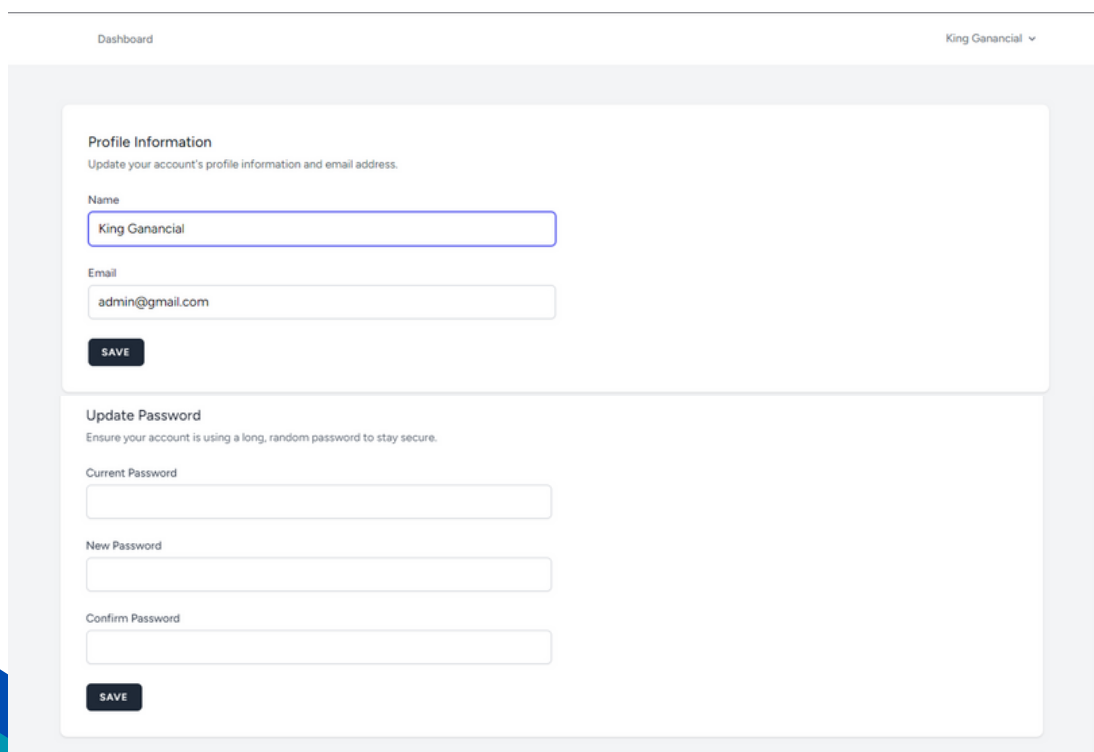 Dashboard
King Ganancial
Profile Information
Update your account's profile information and email address.
Name
King Ganancial
Email
admin@gmail.com
SAVE
Update Password
Ensure your account is using a long, random password to stay secure.
Current Password
New Password
Confirm Password
SAVE